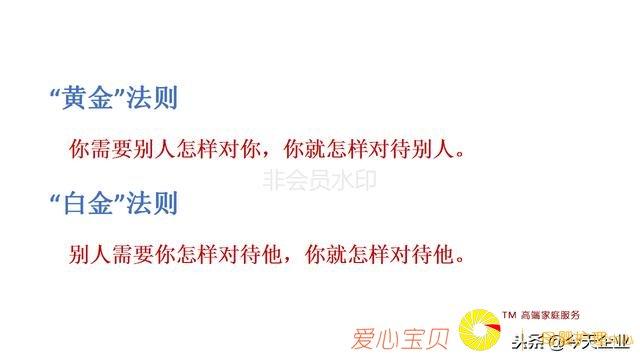 “黄金”法则
你需要别人怎样对你，你就怎样对待别人。
非会员水印
“白金”法则
别人需要你怎样对待他，你就怎样对待他。
TM 高端家庭服务
爱心宝贝
头条@今天企业